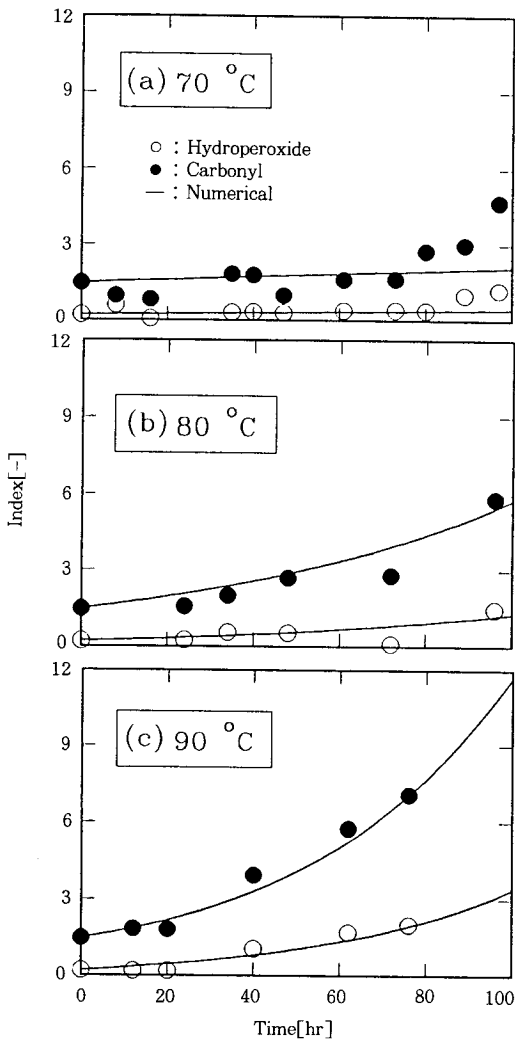 12
9
6
3
0
(a) 70 °C
○ : Hydroperoxide
● : Carbonyl
— : Numerical
12
9
6
3
0
(b) 80 °C
Index[-]
12
9
6
3
0
(c) 90 °C
0 20 40 60 80 100
Time[hr]